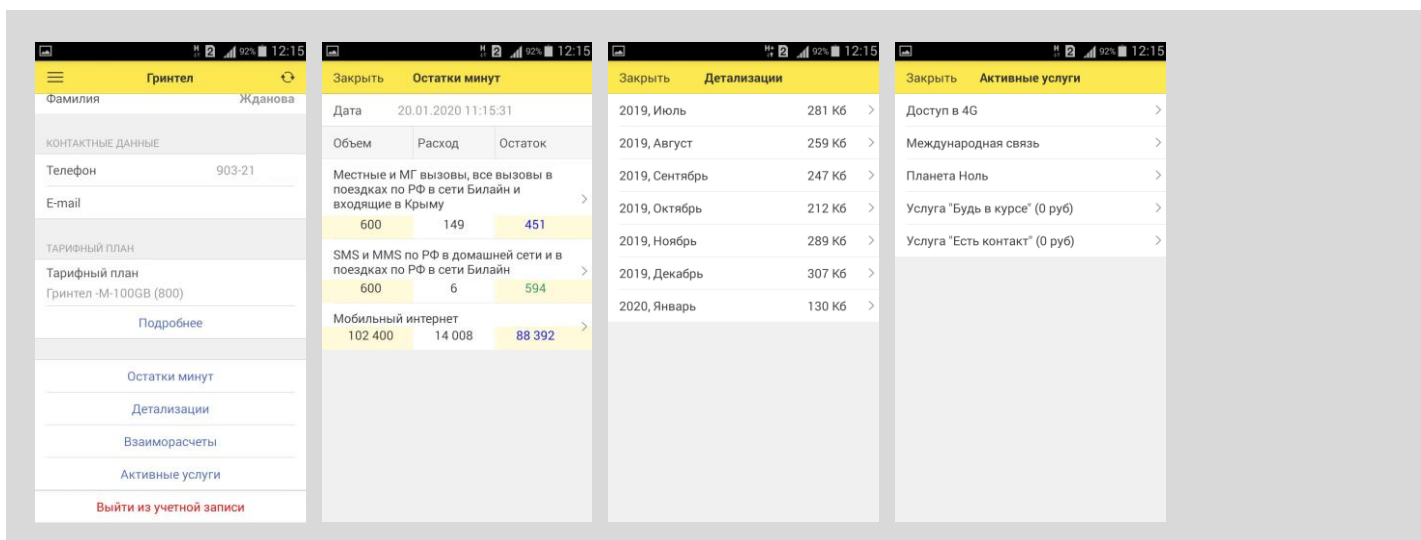 92% 12:15
Гринтел
Фамилия Жданова
КОНТАКТНЫЕ ДАННЫЕ
Телефон 903-21
E-mail
ТАРИФНЫЙ ПЛАН
Тарифный план
Гринтел -М-100GB (800)
Подробнее
Остатки минут
Детализации
Взаиморасчеты
Активные услуги
Выйти из учетной записи
92% 12:15
Закрыть Остатки минут
Дата 20.01.2020 11:15:31
Объем Расход Остаток
Местные и МГ вызовы, все вызовы в
поездках по РФ в сети Билайн и
входящие в Крыму
600 149 451
SMS и MMS по РФ в домашней сети и в
поездках по РФ в сети Билайн
600 6 594
Мобильный интернет
102 400 14 008 88 392
92% 12:15
Закрыть Детализации
2019, Июль 281 Кб
2019, Август 259 Кб
2019, Сентябрь 247 Кб
2019, Октябрь 212 Кб
2019, Ноябрь 289 Кб
2019, Декабрь 307 Кб
2020, Январь 130 Кб
92% 12:15
Закрыть Активные услуги
Доступ в 4G
Международная связь
Планета Ноль
Услуга "Будь в курсе" (0 руб)
Услуга "Есть контакт" (0 руб)